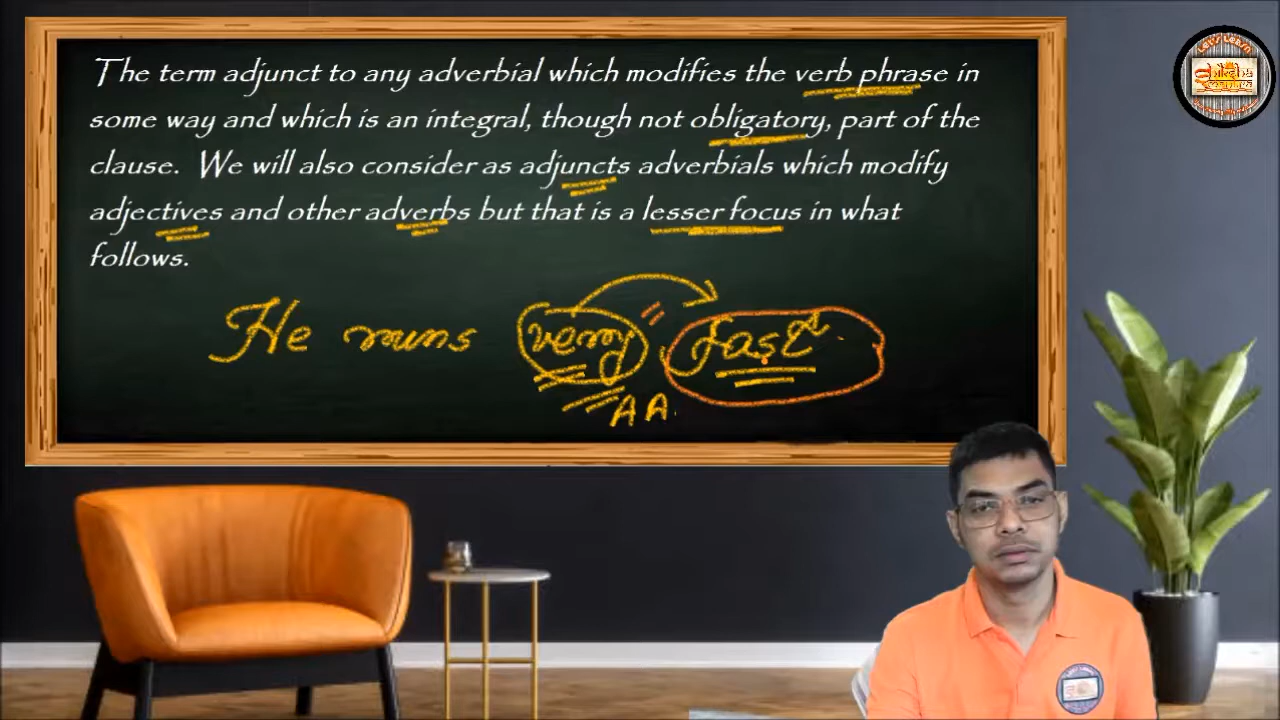 The term adjunct to any adverbial which modifies the verb phrase in
some way and which is an integral, though not obligatory, part of the
clause. We will also consider as adjuncts adverbials which modify
adjectives and other adverbs but that is a lesser focus in what
follows.
He runs very fast
A A.
Let's Learn